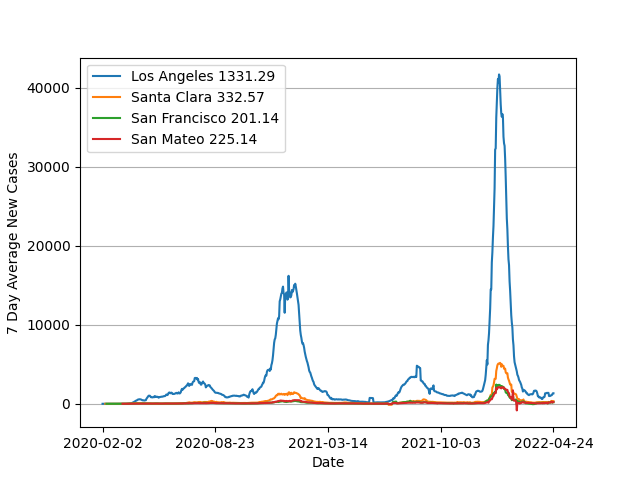 Los Angeles 1331.29
Santa Clara 332.57
San Francisco 201.14
San Mateo 225.14
40000
30000
20000
10000
0
7 Day Average New Cases
2020-02-02 2020-08-23 2021-03-14 2021-10-03 2022-04-24
Date